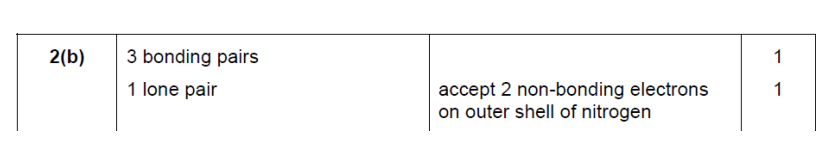 2(b) 3 bonding pairs 1
1 lone pair accept 2 non-bonding electrons 1
on outer shell of nitrogen